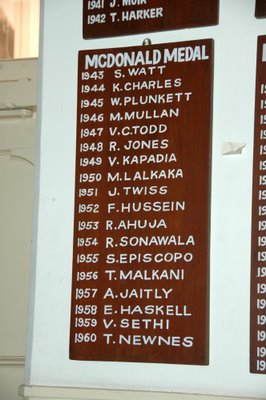 1941 J. MUIR
1942 T. HARKER
MCDONALD MEDAL
1943 S. WATT
1944 K. CHARLES
1945 W. PLUNKETT
1946 M. MULLAN
1947 V. C. TODD
1948 R. JONES
1949 V. KAPADIA
1950 M. LALKAKA
1951 J. TWISS
1952 F. HUSSEIN
1953 R. AHUJA
1954 R. SONAWALA
1955 S. EPISCOPO
1956 T. MALKANI
1957 A. JAITLY
1958 E. HASKELL
1959 V. SETHI
1960 T. NEWNES